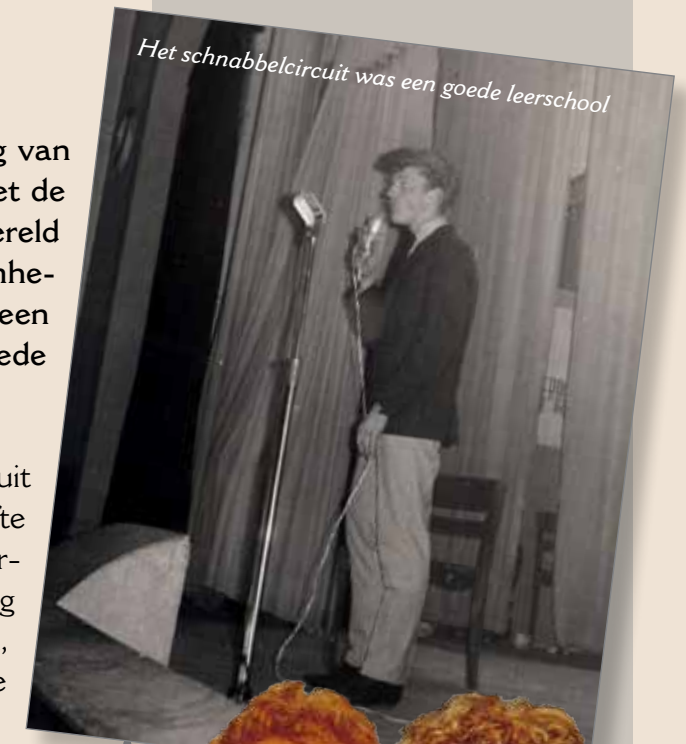 Het schnabbelcircuit was een goede leerschool
g van
et de
ereld
nhe-
een
ede
uit
te
r-
g
,
e